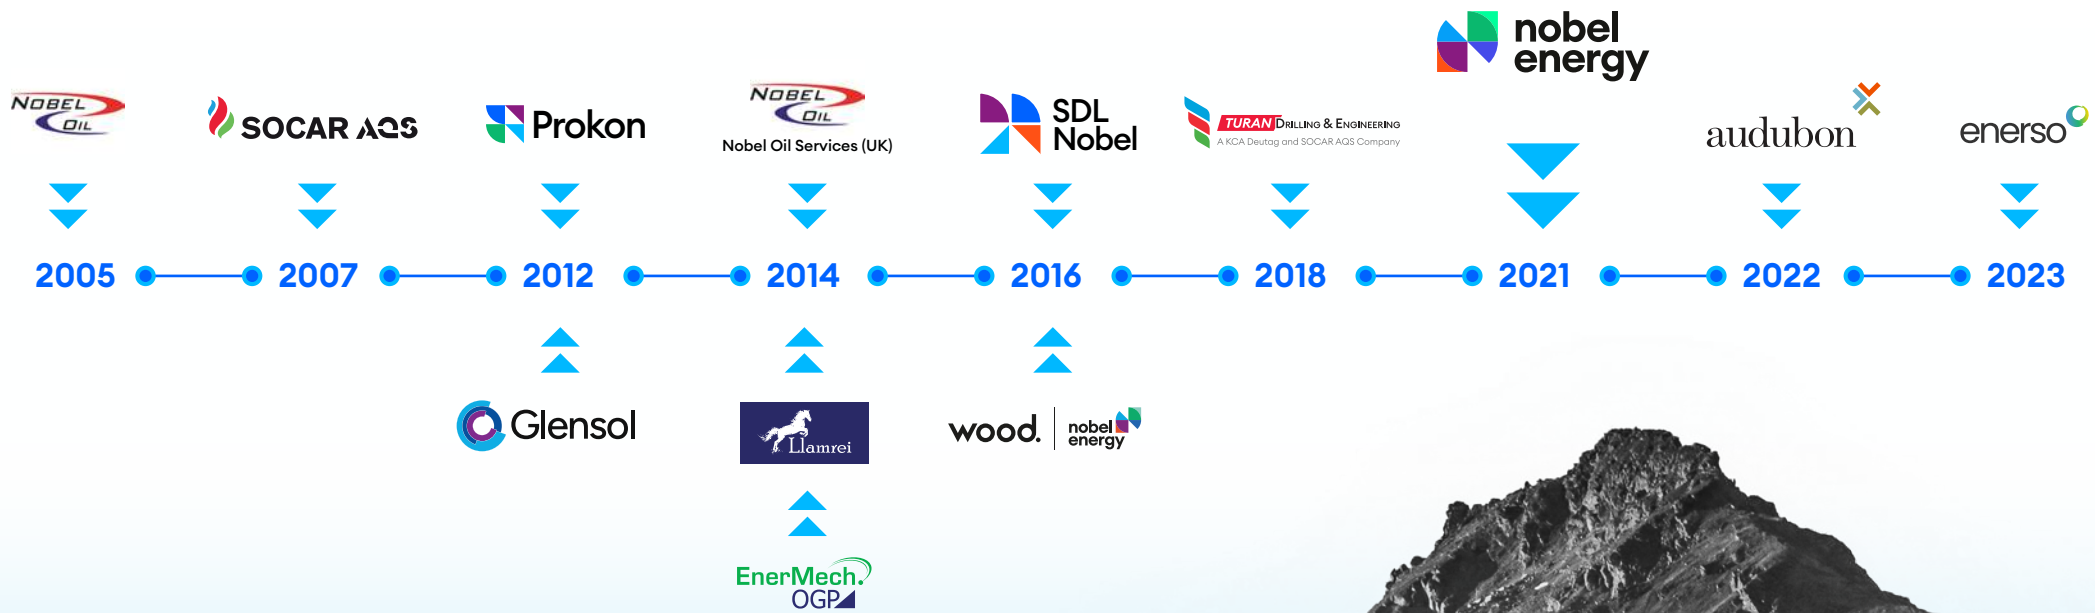 nobel
energy
NOBEL
OIL
SOCAR AQS
Prokon
NOBEL
OIL
Nobel Oil Services (UK)
SDL
Nobel
TURAN DRILLING & ENGINEERING
A KCA Deutag and SOCAR AQS Company
audubon
enerso
2005
2007
2012
2014
2016
2018
2021
2022
2023
Glensol
Llamrei
wood.
nobel
energy
EnerMech.
OGP